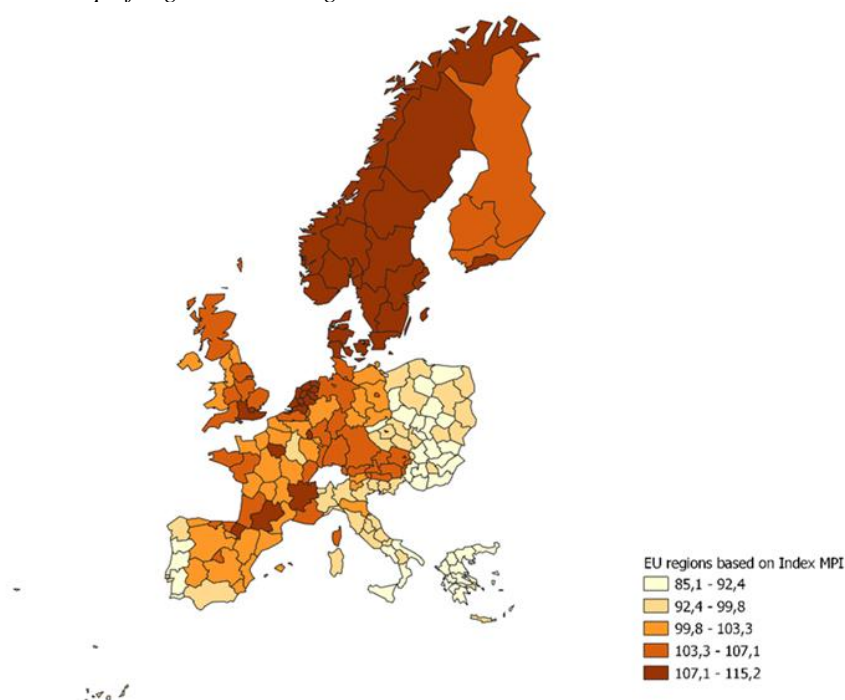 EU regions based on Index MPI
85,1 - 92,4
92,4 - 99,8
99,8 - 103,3
103,3 - 107,1
107,1 - 115,2